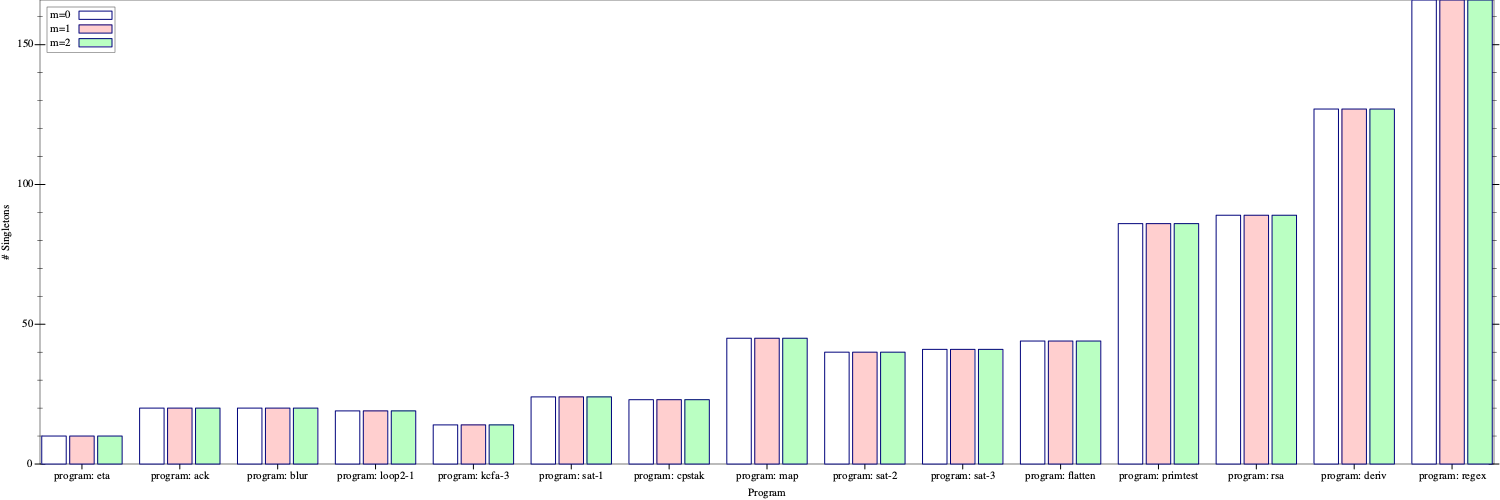 m=0
m=1
m=2
150
100
50
0
# Singletons
program: eta program: ack program: blur program: loop2-1 program: kcfa-3 program: sat-1 program: cpstak program: map program: sat-2 program: sat-3 program: flatten program: primtest program: rsa program: deriv program: regex
Program